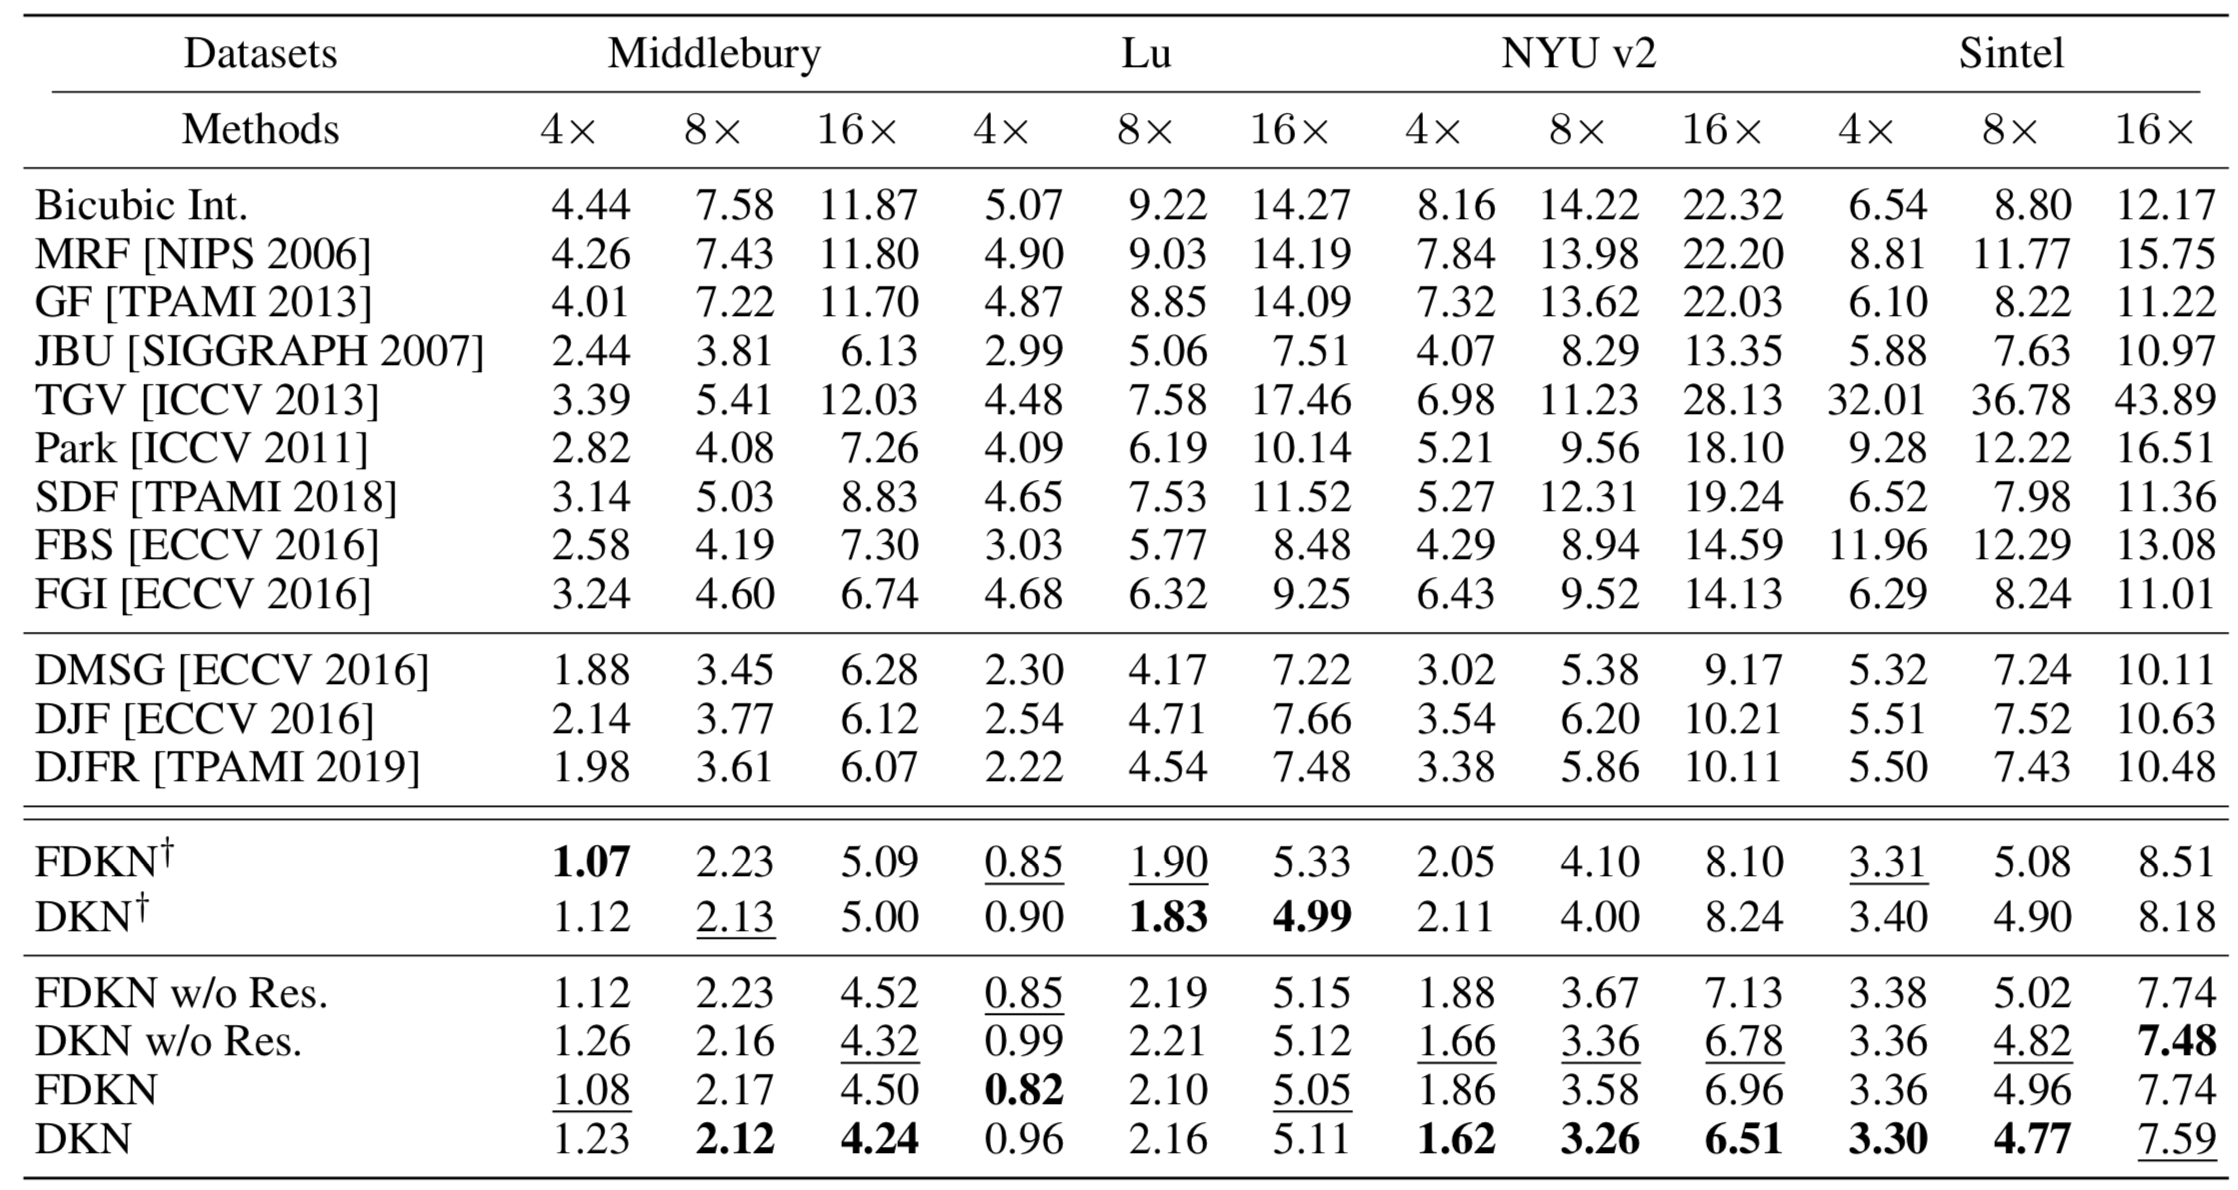 Datasets Middlebury Lu NYU v2 Sintel
Methods 4× 8× 16× 4× 8× 16× 4× 8× 16× 4× 8× 16×
Bicubic Int. 4.44 7.58 11.87 5.07 9.22 14.27 8.16 14.22 22.32 6.54 8.80 12.17
MRF [NIPS 2006] 4.26 7.43 11.80 4.90 9.03 14.19 7.84 13.98 22.20 8.81 11.77 15.75
GF [TPAMI 2013] 4.01 7.22 11.70 4.87 8.85 14.09 7.32 13.62 22.03 6.10 8.22 11.22
JBU [SIGGRAPH 2007] 2.44 3.81 6.13 2.99 5.06 7.51 4.07 8.29 13.35 5.88 7.63 10.97
TGV [ICCV 2013] 3.39 5.41 12.03 4.48 7.58 17.46 6.98 11.23 28.13 32.01 36.78 43.89
Park [ICCV 2011] 2.82 4.08 7.26 4.09 6.19 10.14 5.21 9.56 18.10 9.28 12.22 16.51
SDF [TPAMI 2018] 3.14 5.03 8.83 4.65 7.53 11.52 5.27 12.31 19.24 6.52 7.98 11.36
FBS [ECCV 2016] 2.58 4.19 7.30 3.03 5.77 8.48 4.29 8.94 14.59 11.96 12.29 13.08
FGI [ECCV 2016] 3.24 4.60 6.74 4.68 6.32 9.25 6.43 9.52 14.13 6.29 8.24 11.01
DMSG [ECCV 2016] 1.88 3.45 6.28 2.30 4.17 7.22 3.02 5.38 9.17 5.32 7.24 10.11
DJF [ECCV 2016] 2.14 3.77 6.12 2.54 4.71 7.66 3.54 6.20 10.21 5.51 7.52 10.63
DJFR [TPAMI 2019] 1.98 3.61 6.07 2.22 4.54 7.48 3.38 5.86 10.11 5.50 7.43 10.48
FDKN† 1.07 2.23 5.09 0.85 1.90 5.33 2.05 4.10 8.10 3.31 5.08 8.51
DKN† 1.12 2.13 5.00 0.90 1.83 4.99 2.11 4.00 8.24 3.40 4.90 8.18
FDKN w/o Res. 1.12 2.23 4.52 0.85 2.19 5.15 1.88 3.67 7.13 3.38 5.02 7.74
DKN w/o Res. 1.26 2.16 4.32 0.99 2.21 5.12 1.66 3.36 6.78 3.36 4.82 7.48
FDKN 1.08 2.17 4.50 0.82 2.10 5.05 1.86 3.58 6.96 3.36 4.96 7.74
DKN 1.23 2.12 4.24 0.96 2.16 5.11 1.62 3.26 6.51 3.30 4.77 7.59